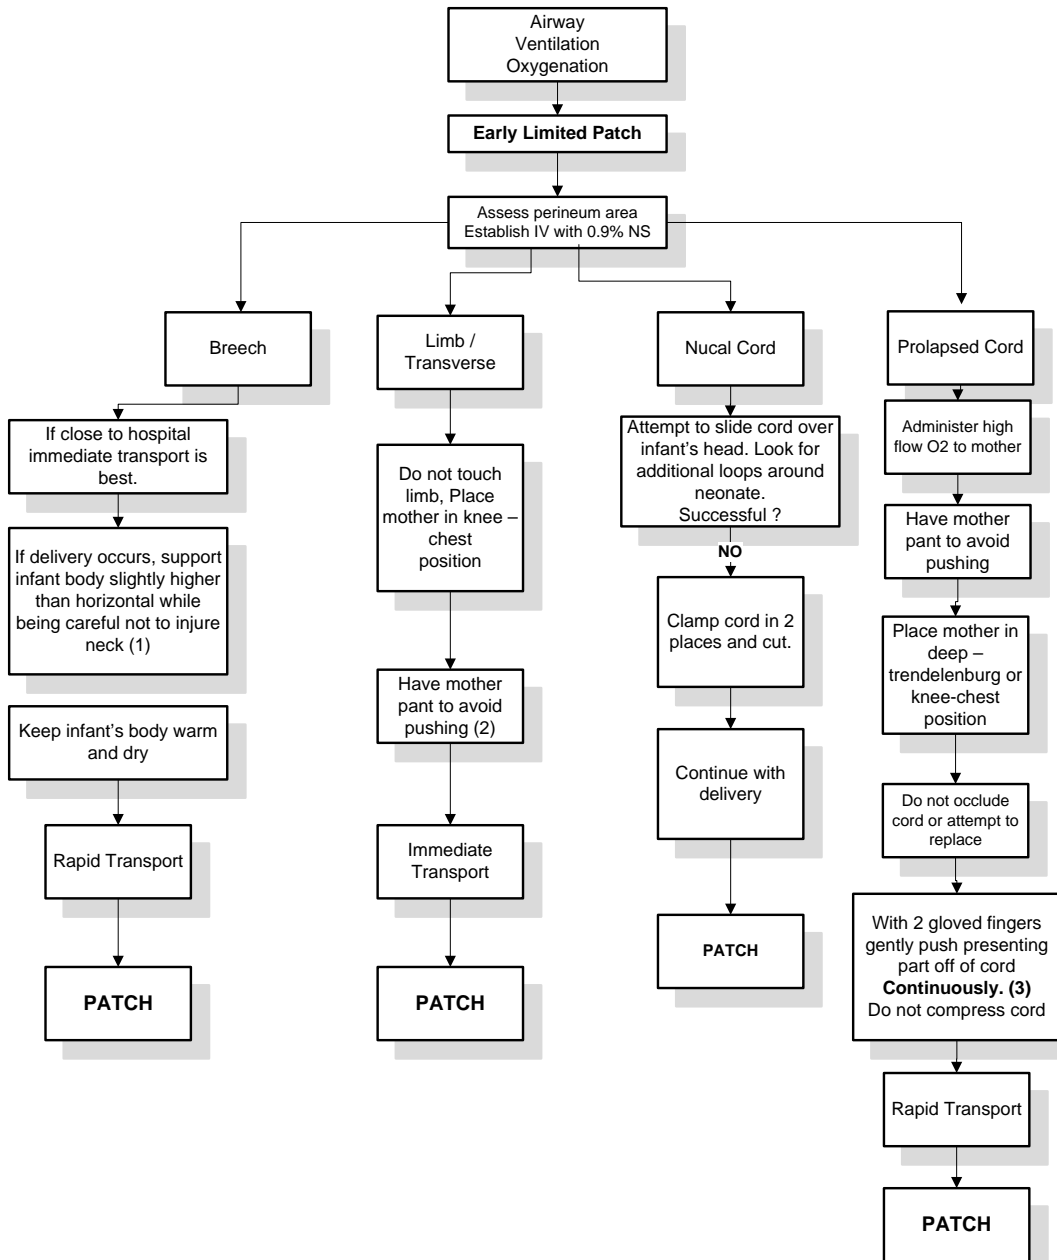 Airway
Ventilation
Oxygenation
Early Limited Patch
Assess perineum area
Establish IV with 0.9% NS
Breech
If close to hospital
immediate transport is
best.
If delivery occurs, support
infant body slightly higher
than horizontal while
being careful not to injure
neck (1)
Keep infant's body warm
and dry
Rapid Transport
PATCH
Limb /
Transverse
Do not touch
limb, Place
mother in knee –
chest
position
Have mother
pant to avoid
pushing (2)
Immediate
Transport
PATCH
Nucal Cord
Attempt to slide cord over
infant's head. Look for
additional loops around
neonate.
Successful ?
NO
Clamp cord in 2
places and cut.
Continue with
delivery
PATCH
Prolapsed Cord
Administer high
flow O2 to mother
Have mother
pant to avoid
pushing
Place mother in
deep –
trendelenburg or
knee-chest
position
Do not occlude
cord or attempt to
replace
With 2 gloved fingers
gently push presenting
part off of cord
Continuously. (3)
Do not compress cord
Rapid Transport
PATCH